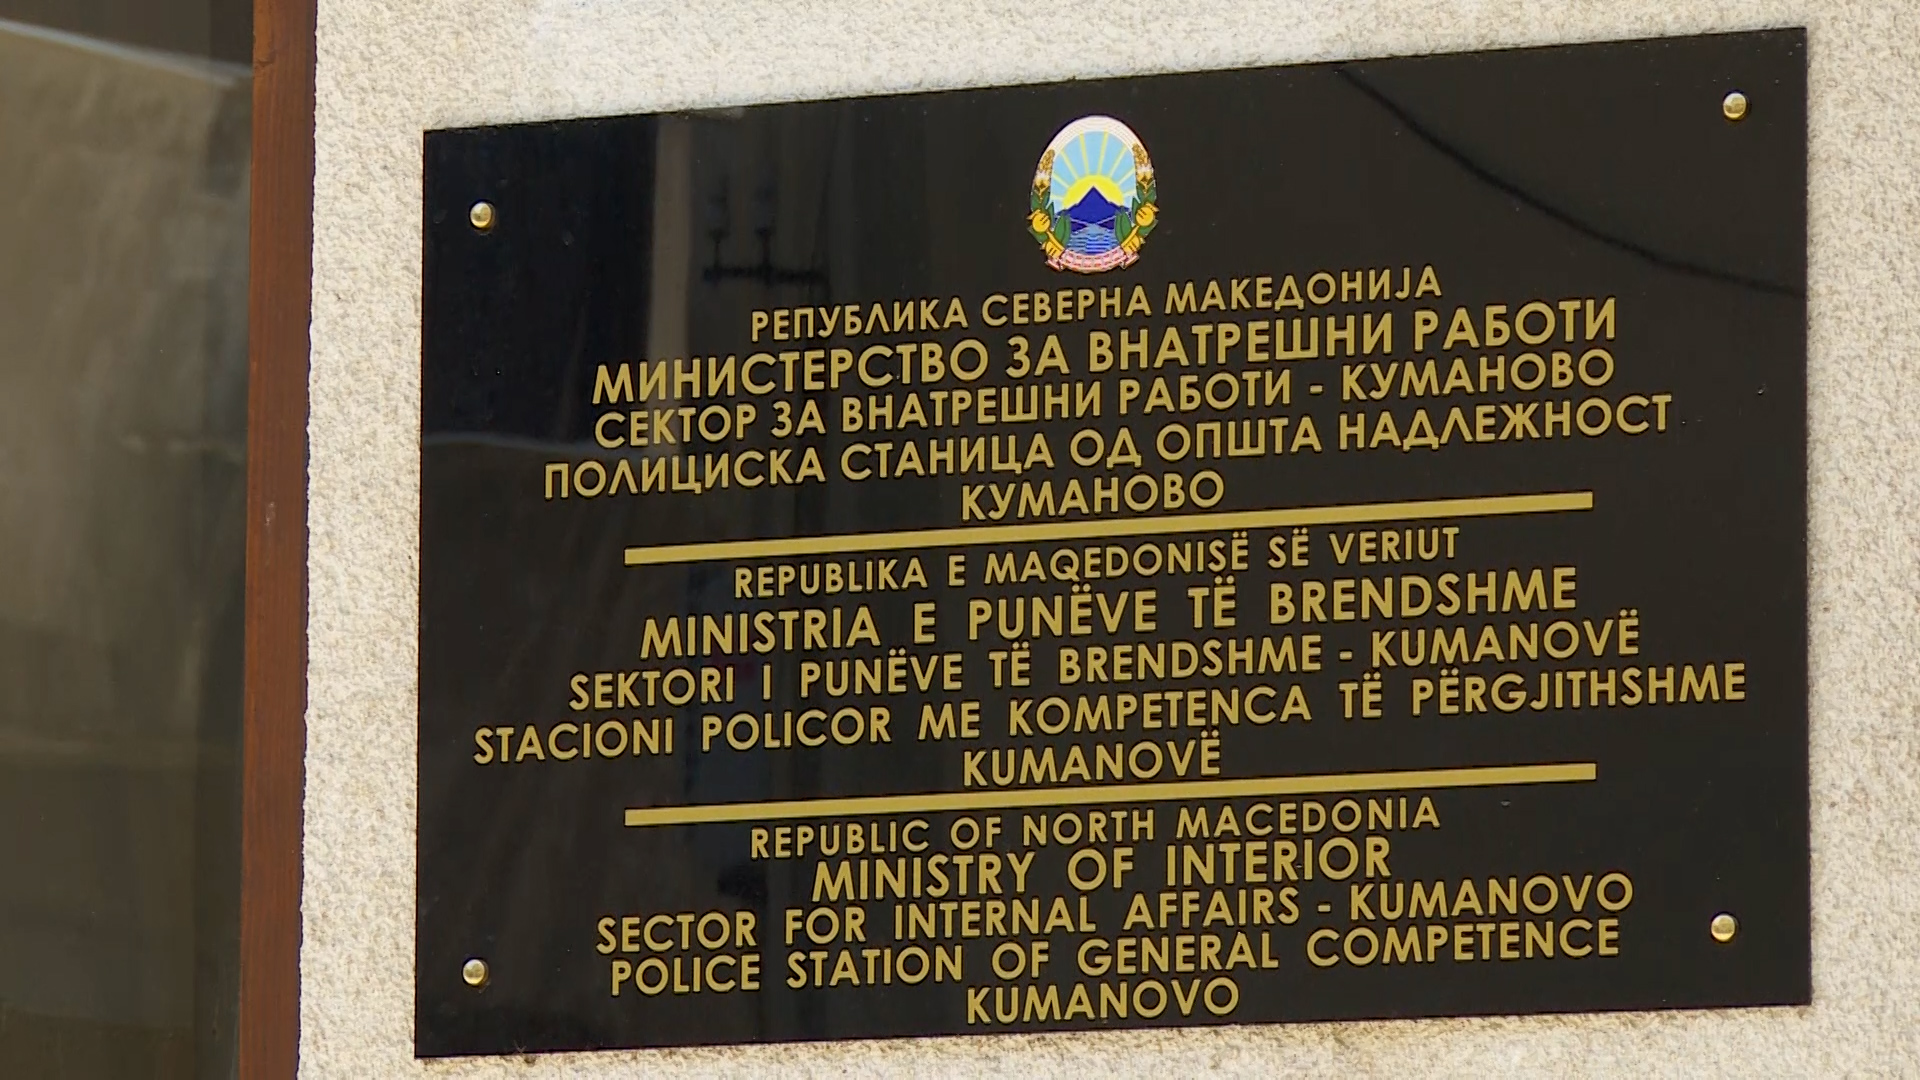 РЕПУБЛИКА СЕВЕРНА МАКЕДОНИЈА
МИНИСТЕРСТВО ЗА ВНАТРЕШНИ РАБОТИ
СЕКТОР ЗА ВНАТРЕШНИ РАБОТИ - КУМАНОВО
ПОЛИЦИСКА СТАНИЦА ОД ОПШТА НАДЛЕЖНОСТ
КУМАНОВО
REPUBLIKA E MAQEDONISË SË VERIUT
MINISTRIA E PUNËVE TË BRENDSHME
SEKTORI I PUNËVE TË BRENDSHME - KUMANOVË
STACIONI POLICOR ME KOMPETENCA TË PËRGJITHSHME
KUMANOVË
REPUBLIC OF NORTH MACEDONIA
MINISTRY OF INTERIOR
SECTOR FOR INTERNAL AFFAIRS - KUMANOVO
POLICE STATION OF GENERAL COMPETENCE
KUMANOVO